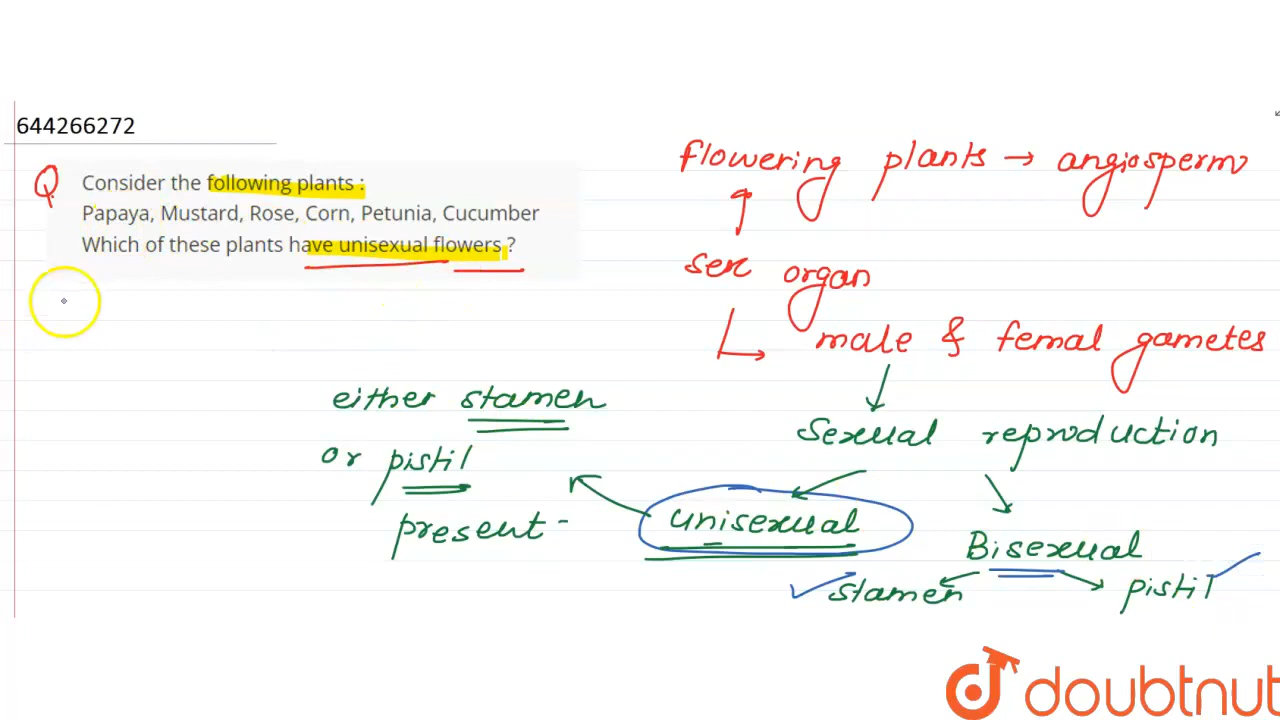 644266272
Q Consider the following plants :
Papaya, Mustard, Rose, Corn, Petunia, Cucumber
Which of these plants have unisexual flowers ?
flowering plants → angiosperm
sex organ
male & femal gametes
Sexual reproduction
either stamen
or pistil
present -
unisexual
Bisexual
stamen pistil
doubtnut